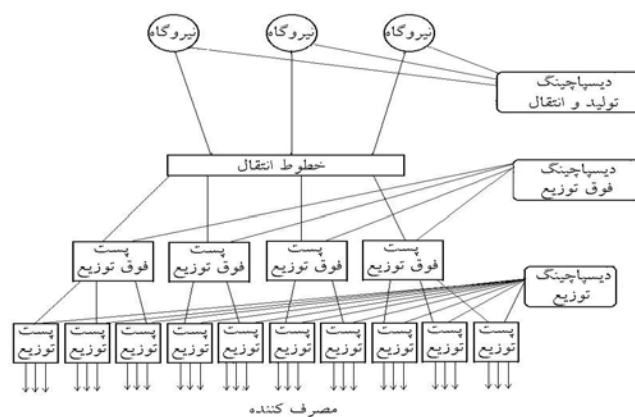 نیروگاه نیروگاه نیروگاه
دیسپاچینگ
تولید و انتقال
خطوط انتقال
دیسپاچینگ
فوق توزیع
پست پست پست پست
فوق توزیع فوق توزیع فوق توزیع فوق توزیع
دیسپاچینگ
توزیع
پست پست پست پست پست پست پست پست پست پست
توزیع توزیع توزیع توزیع توزیع توزیع توزیع توزیع توزیع توزیع
مصرف کننده